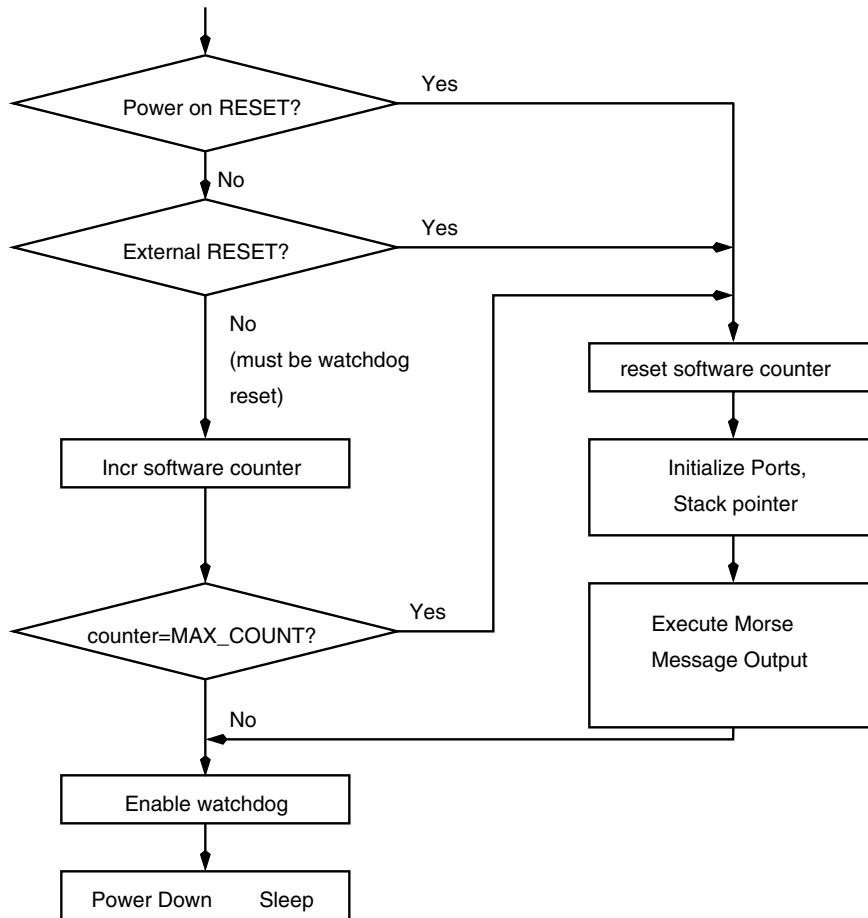 Power on RESET?
Yes
No
External RESET?
Yes
No
(must be watchdog
reset)
reset software counter
Incr software counter
Initialize Ports,
Stack pointer
counter=MAX_COUNT?
Yes
Execute Morse
Message Output
No
Enable watchdog
Power Down Sleep